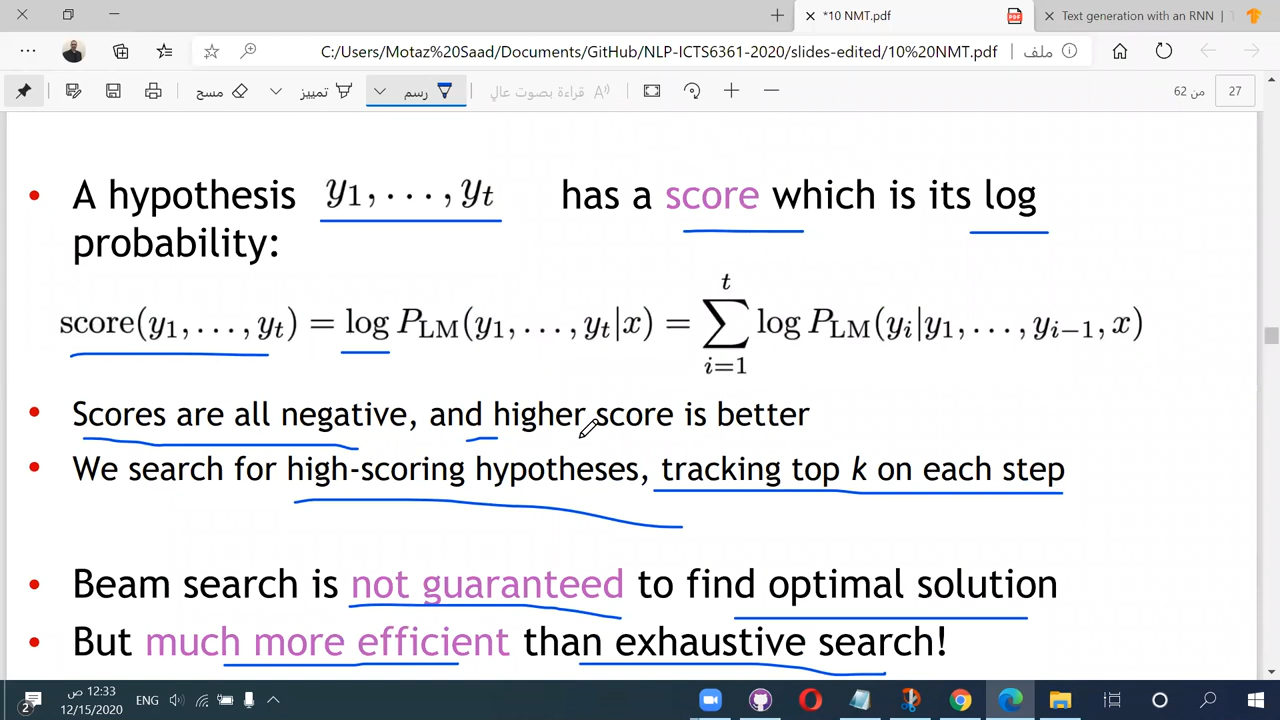 *10 NMT.pdf
Text generation with an RNN
C:/Users/Motaz%20Saad/Documents/GitHub/NLP-ICTS6361-2020/slides-edited/10%20NMT.pdf
ملف
مسح
تمييز
رسم
قراءة بصوت عالٍ
من 62
27
A hypothesis y1, . . . , yt has a score which is its log
probability:
score(y1, . . . , yt) = log PLM(y1, . . . , yt|x) = ∑ t i=1 log PLM(yi|y1, . . . , yi−1, x)
Scores are all negative, and higher score is better
We search for high-scoring hypotheses, tracking top k on each step
Beam search is not guaranteed to find optimal solution
But much more efficient than exhaustive search!
2
12:33 ص
12/15/2020
ENG